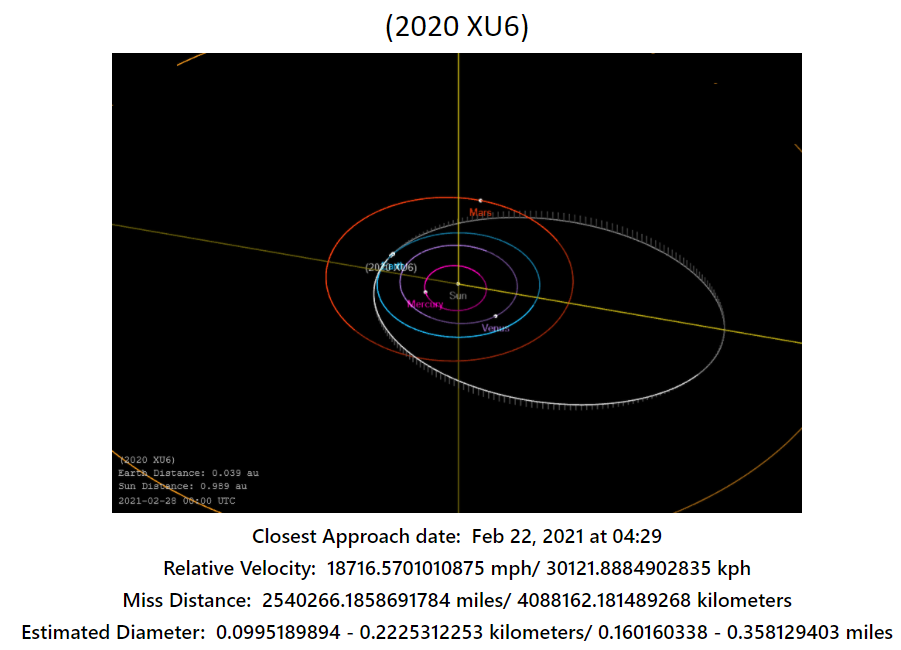 (2020 XU6)
Mars
(2020 XU6)
Sun
Mercury
Venus
(2020 XU6)
Earth Distance: 0.039 au
Sun Distance: 0.989 au
2021-02-28 00:00 UTC
Closest Approach date: Feb 22, 2021 at 04:29
Relative Velocity: 18716.5701010875 mph/ 30121.8884902835 kph
Miss Distance: 2540266.1858691784 miles/ 4088162.181489268 kilometers
Estimated Diameter: 0.0995189894 - 0.2225312253 kilometers/ 0.160160338 - 0.358129403 miles